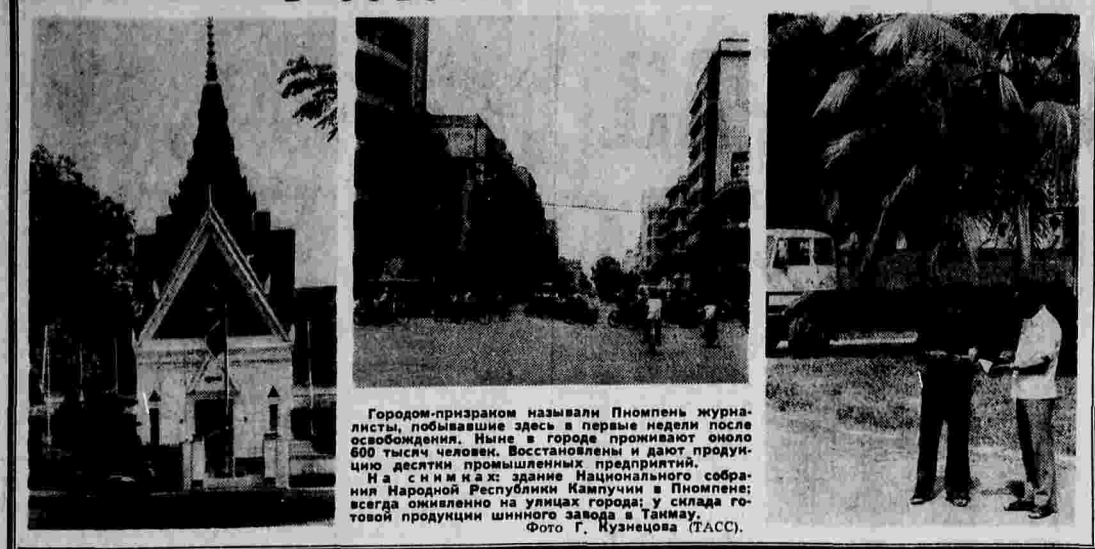 Городом-призраком называли Пномпень журна-
листы, побывавшие здесь в первые недели после
освобождения. Ныне в городе проживают около
600 тысяч человек. Восстановлены и дают продук-
цию десятки промышленных предприятий.
На снимках: здание Национального собра-
ния Народной Республики Кампучии в Пномпене;
всегда оживленно на улицах города; у склада го-
товой продукции шинного завода в Такмау.
Фото Г. Кузнецова (ТАСС).